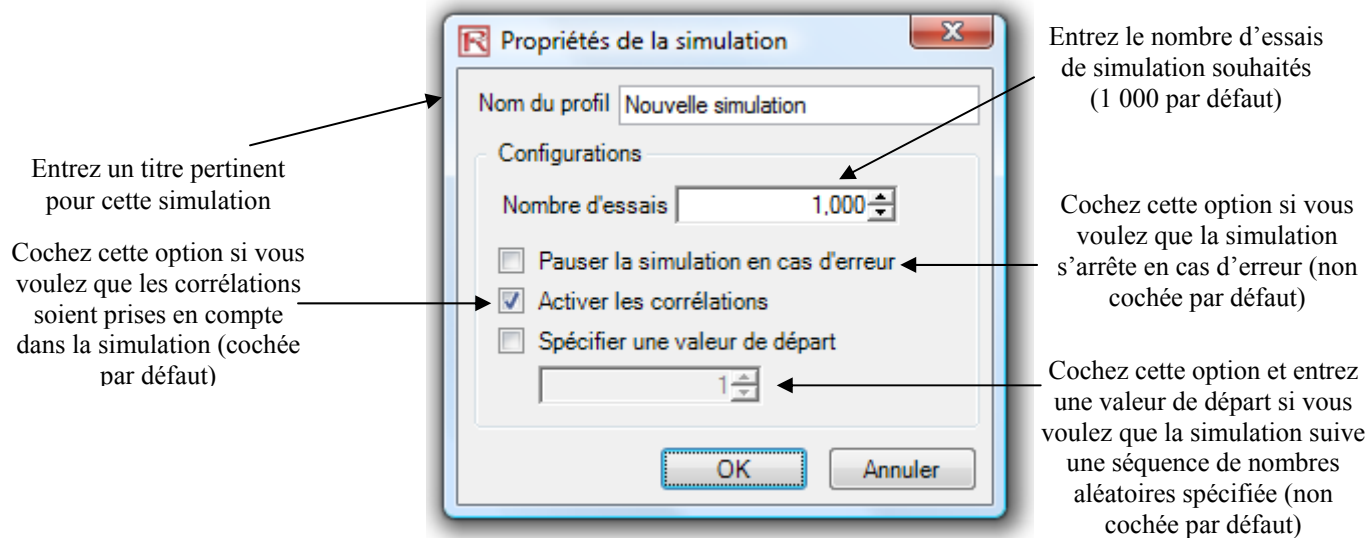 Propriétés de la simulation
Nom du profil Nouvelle simulation
Configurations
Nombre d'essais 1,000
Pauser la simulation en cas d'erreur
Activer les corrélations
Spécifier une valeur de départ
1
OK Annuler
Entrez un titre pertinent
pour cette simulation
Cochez cette option si vous
voulez que les corrélations
soient prises en compte
dans la simulation (cochée
par défaut)
Entrez le nombre d’essais
de simulation souhaités
(1 000 par défaut)
Cochez cette option si vous
voulez que la simulation
s’arrête en cas d’erreur (non
cochée par défaut)
Cochez cette option et entrez
une valeur de départ si vous
voulez que la simulation suive
une séquence de nombres
aléatoires spécifiée (non
cochée par défaut)